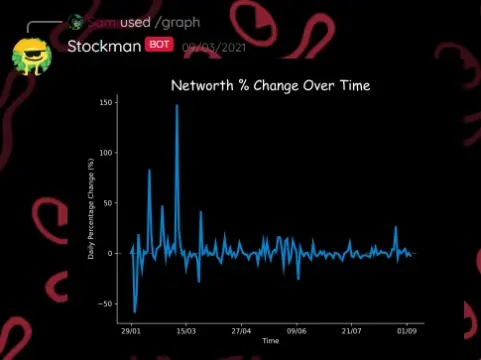 Sam used /graph
Stockman BOT 09/03/2021
Networth % Change Over Time
Daily Percentage Change (%)
150
100
50
0
−50
29/01 15/03 27/04 09/06 21/07 01/09
Time